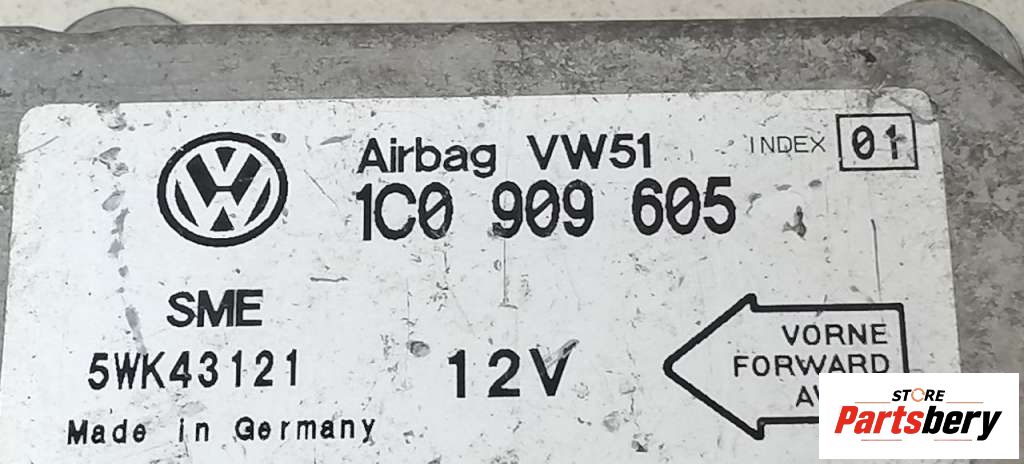 Airbag VW51
INDEX 01
1C0 909 605
SME
5WK43121
12V
Made in Germany
VORNE
FORWARD
STORE
Partsbery